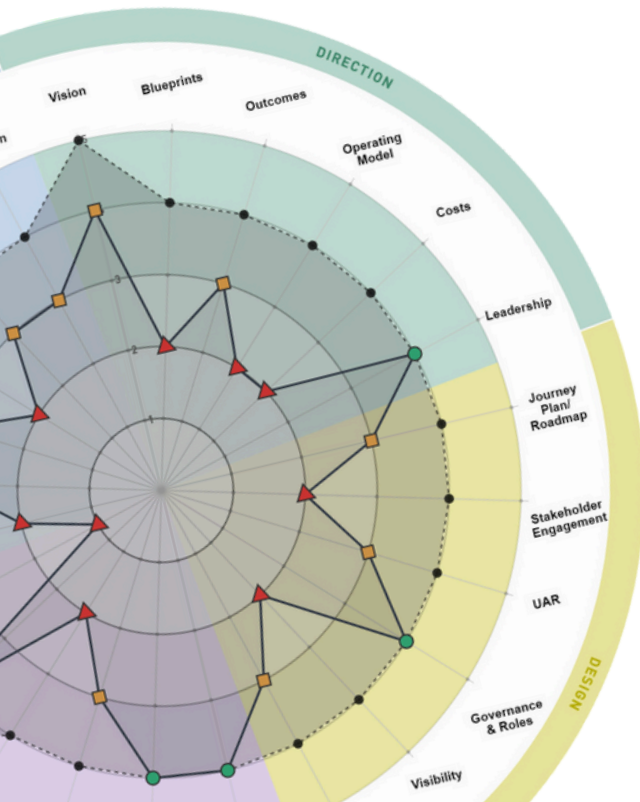 DIRECTION
Vision
Blueprints
Outcomes
Operating
Model
Costs
Leadership
Journey
Plan/
Roadmap
Stakeholder
Engagement
UAR
Governance
& Roles
Visibility
DESIGN
n
5
3
2
1